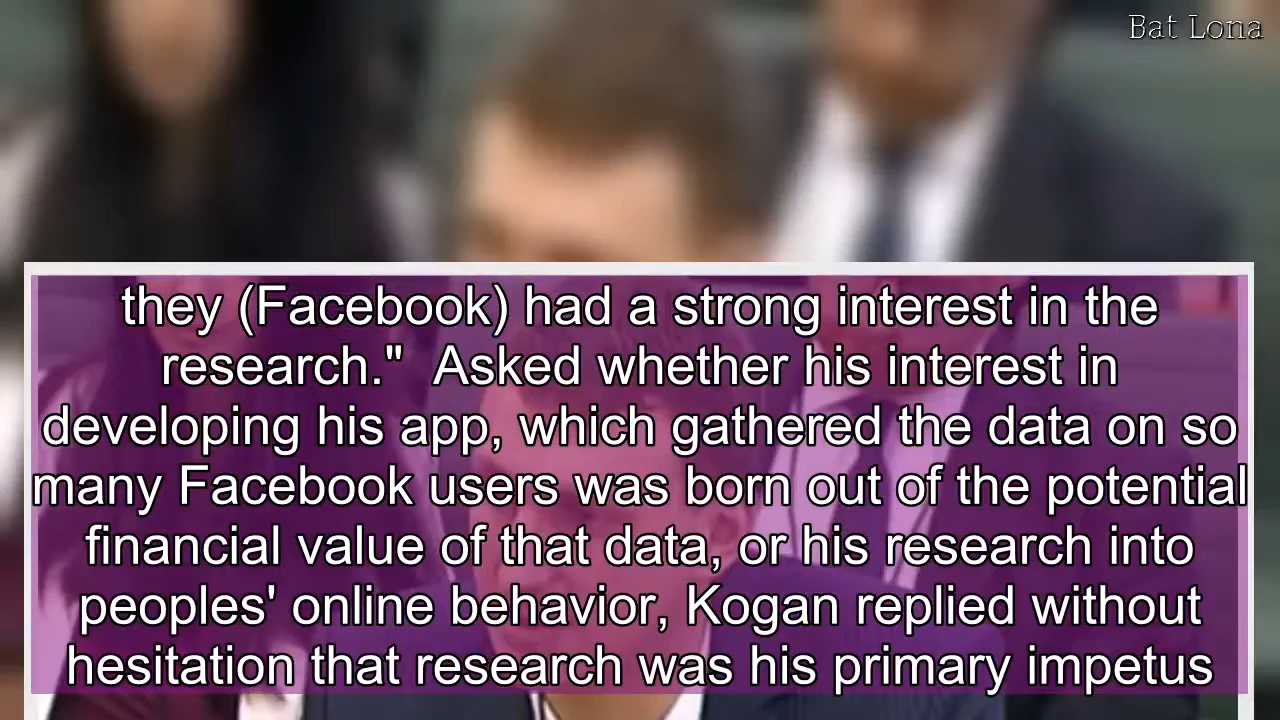 Bat Lona
they (Facebook) had a strong interest in the
research."  Asked whether his interest in
developing his app, which gathered the data on so
many Facebook users was born out of the potential
financial value of that data, or his research into
peoples' online behavior, Kogan replied without
hesitation that research was his primary impetus